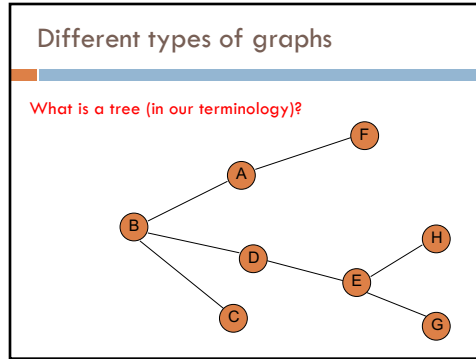 Different types of graphs
What is a tree (in our terminology)?
F
A
B
H
D
E
C
G